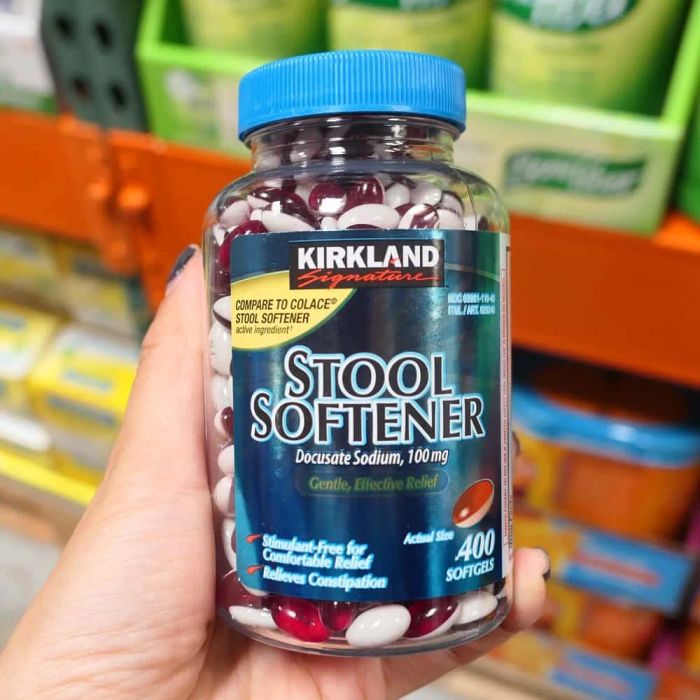 KIRKLAND
Signature
COMPARE TO COLACE®
STOOL SOFTENER
active ingredient†
STOOL
SOFTENER
Docusate Sodium, 100 mg
Gentle, Effective Relief
Actual Size
400
SOFTGELS
Stimulant-Free for
Comfortable Relief
Relieves Constipation